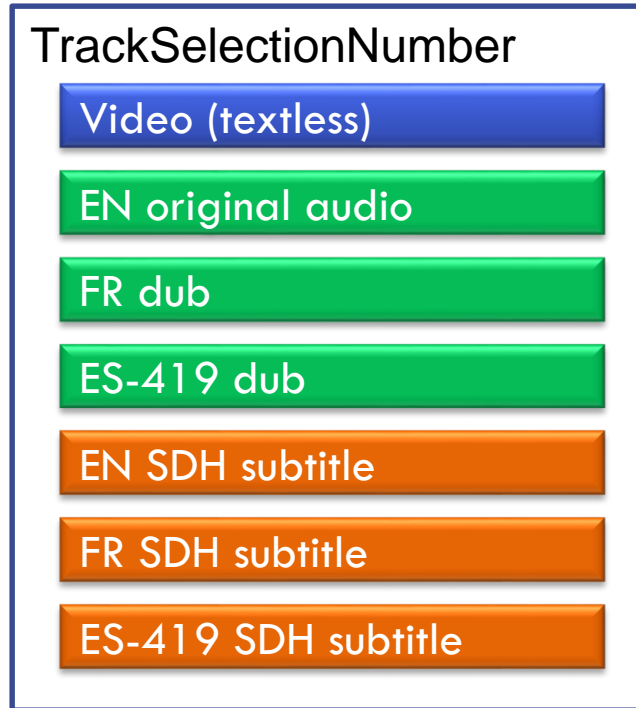 TrackSelectionNumber
Video (textless)
EN original audio
FR dub
ES-419 dub
EN SDH subtitle
FR SDH subtitle
ES-419 SDH subtitle